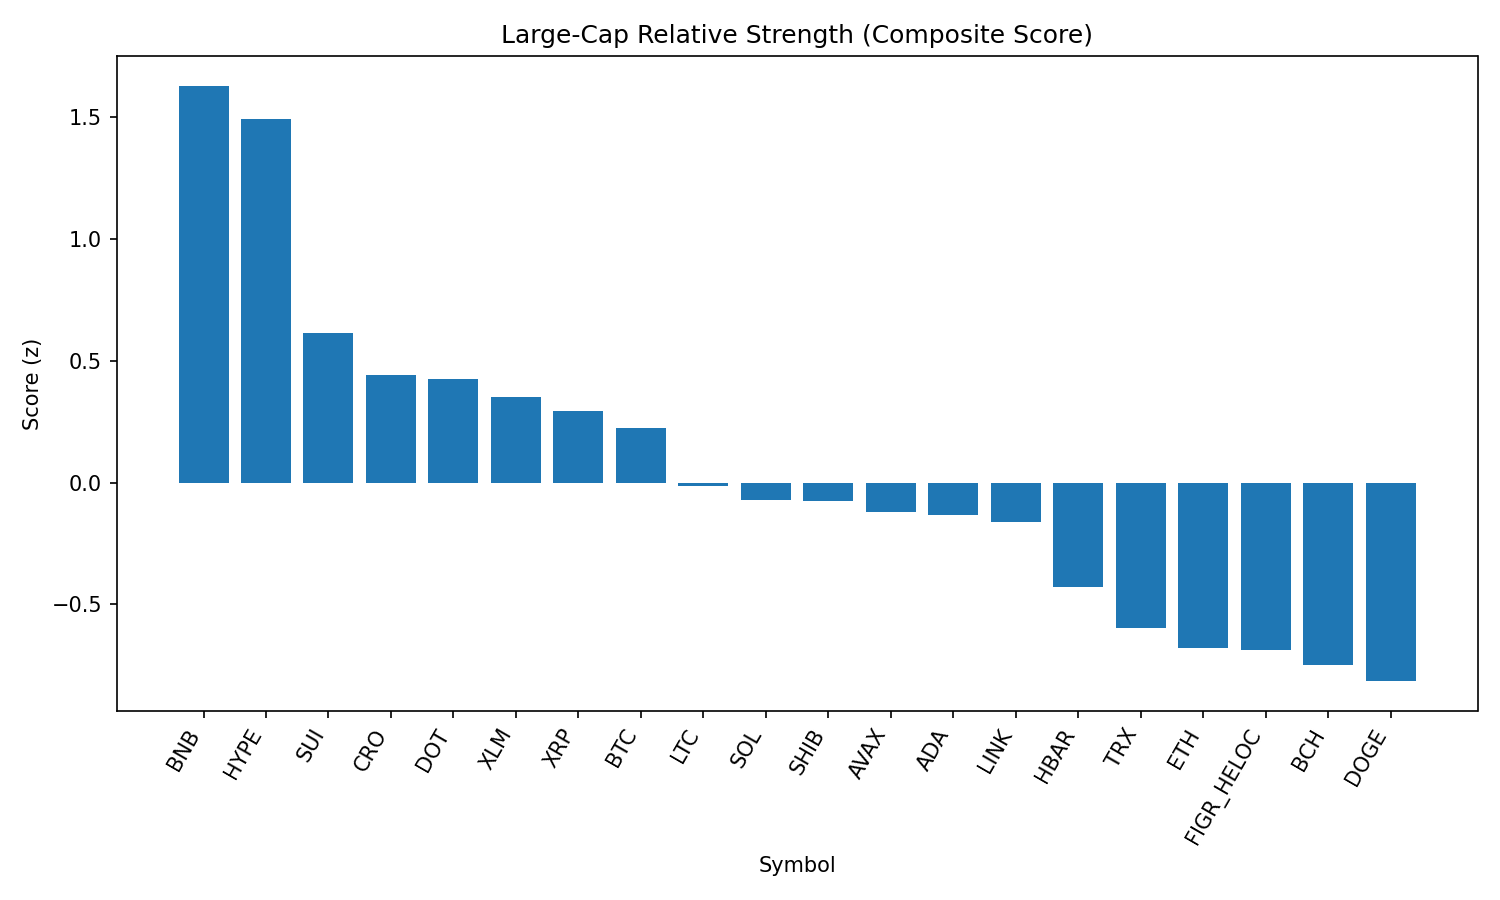 Large-Cap Relative Strength (Composite Score)
Score (z)
1.5
1.0
0.5
0.0
−0.5
BNB
HYPE
SUI
CRO
DOT
XLM
XRP
BTC
LTC
SOL
SHIB
AVAX
ADA
LINK
HBAR
TRX
ETH
FIGR_HELOC
BCH
DOGE
Symbol